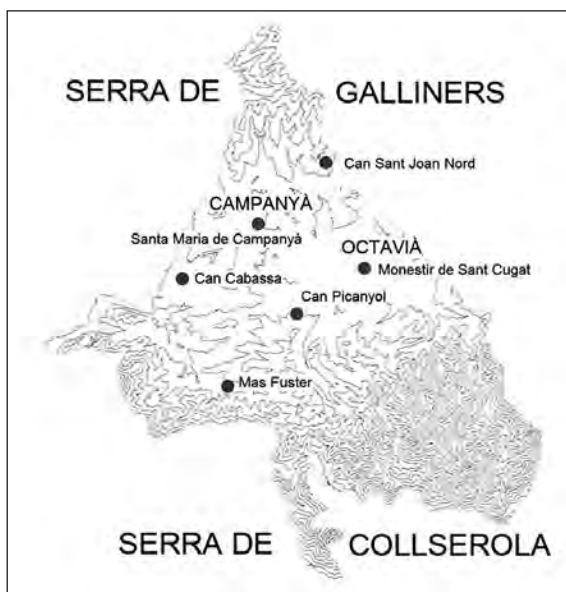 SERRA DE GALLINERS
Can Sant Joan Nord
CAMPANYÀ
Santa Maria de Campanyà
OCTAVIÀ
Monestir de Sant Cugat
Can Cabassa
Can Picanyol
Mas Fuster
SERRA DE COLLSEROLA